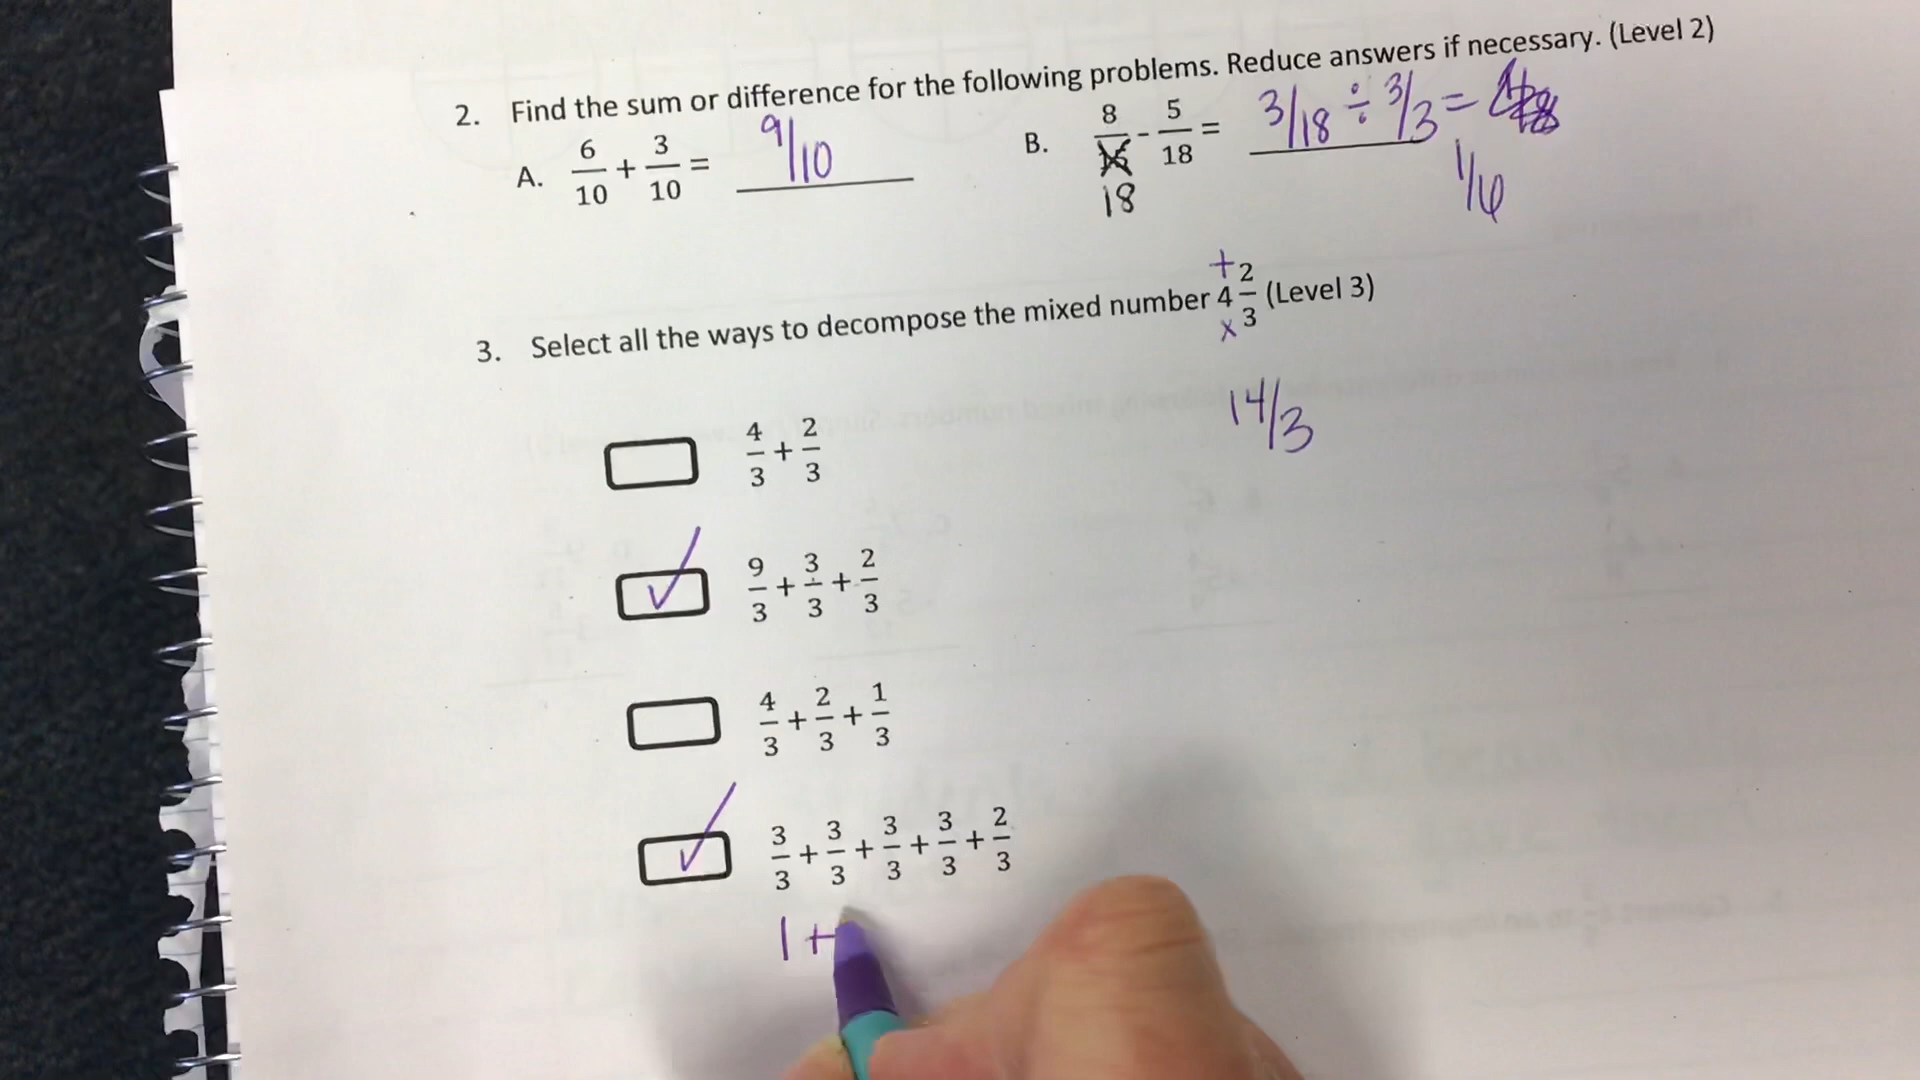 2. Find the sum or difference for the following problems. Reduce answers if necessary. (Level 2)
A. 6/10 + 3/10 = 9/10
B. 8/18 - 5/18 = 3/18 ÷ 3/3 =
1/6
3. Select all the ways to decompose the mixed number 4 2/3 (Level 3)
+
x
14/3
4/3 + 2/3
✓ 9/3 + 3/3 + 2/3
4/3 + 2/3 + 1/3
✓ 3/3 + 3/3 + 3/3 + 3/3 + 2/3
1 +